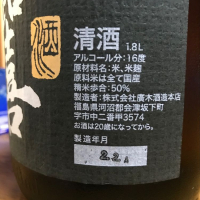 清酒 1.8L
アルコール分：16度
原材料名：米、米麹
原料米は全て国産
精米歩合：50%
製造者：株式会社廣木酒造本店
福島県河沼郡会津坂下町
字市中二番甲3574
お酒は20歳になってから。
製造年月
2.2.
酒